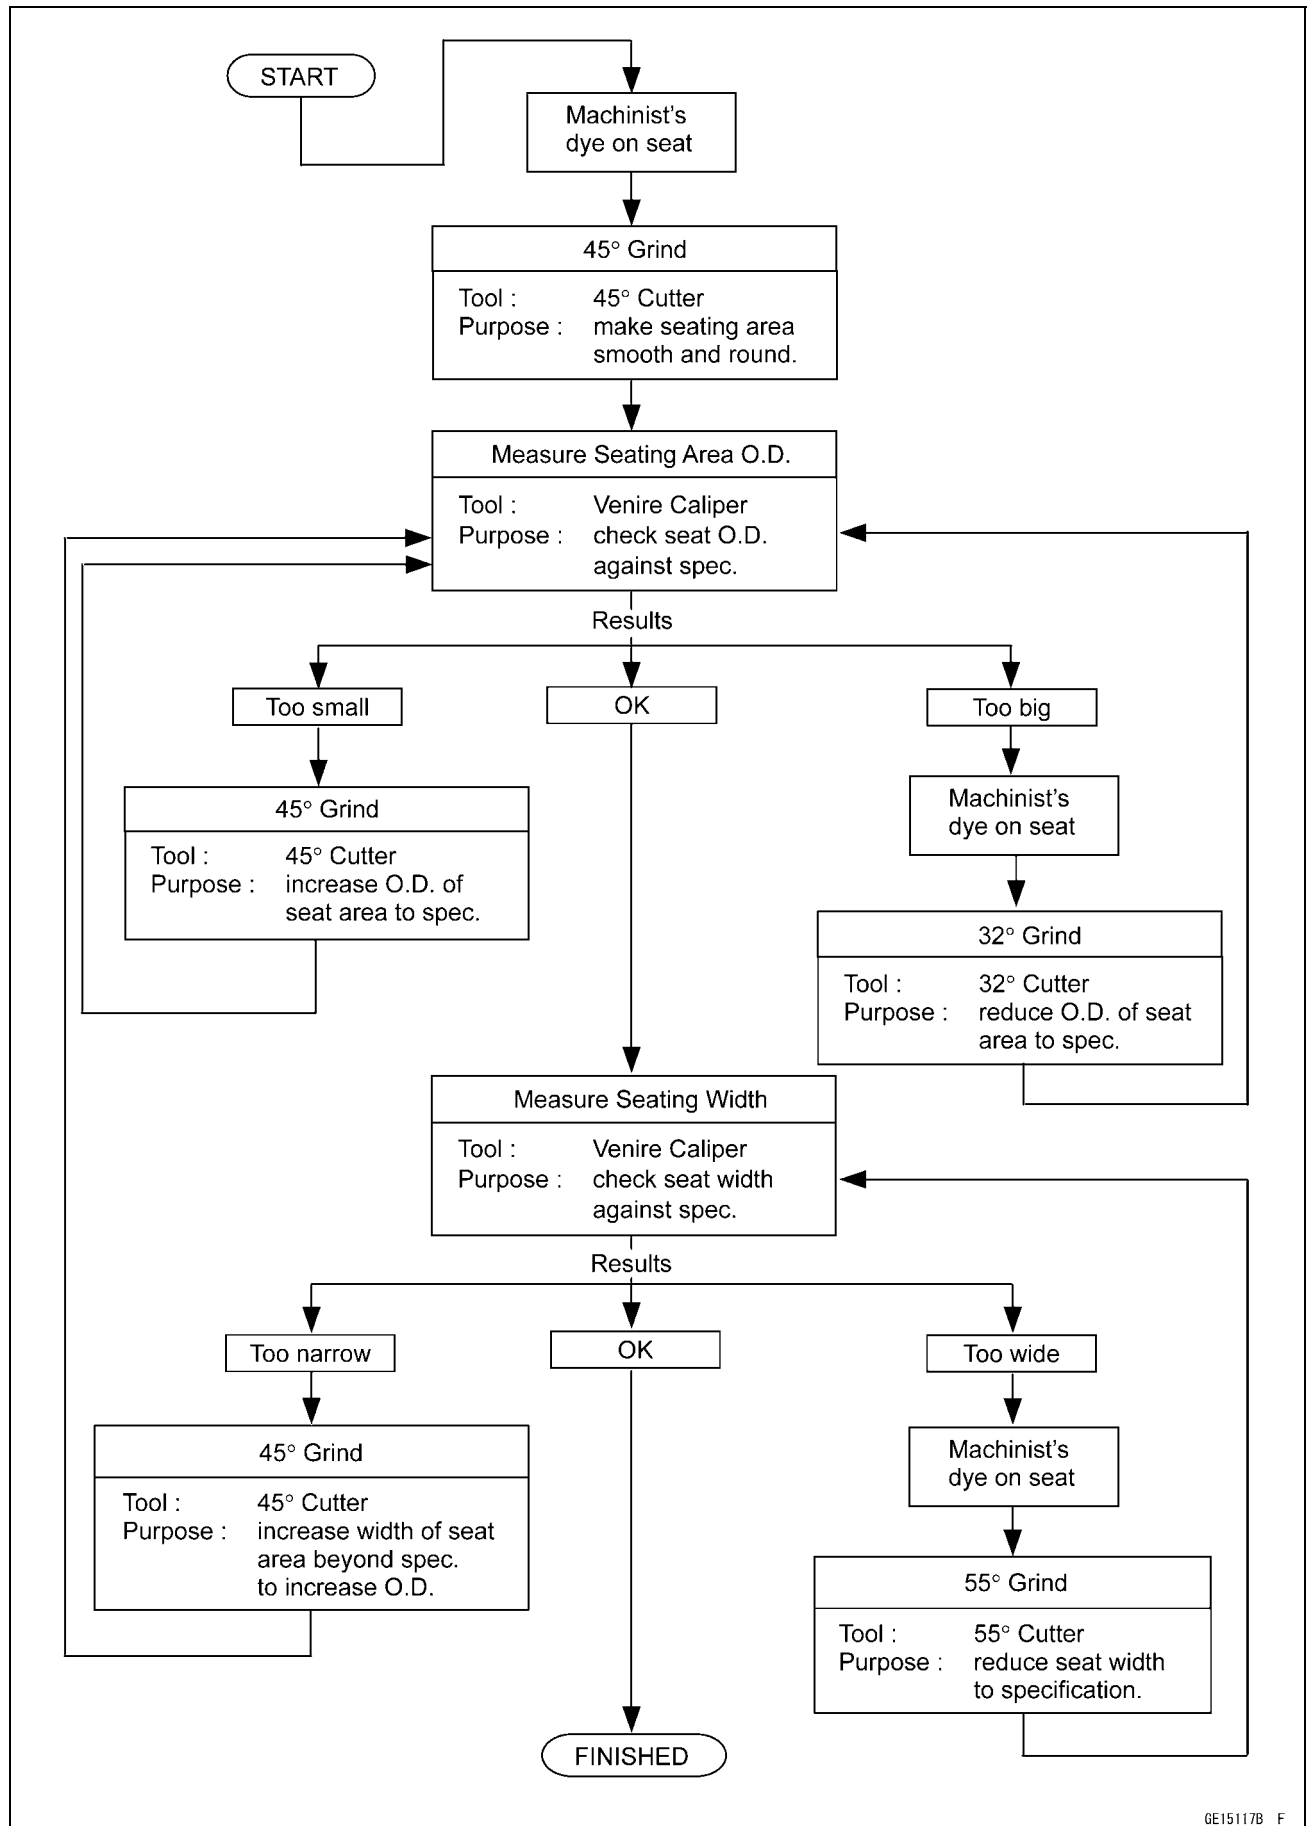 START
Machinist's
dye on seat
45° Grind
Tool : 45° Cutter
Purpose : make seating area
smooth and round.
Measure Seating Area O.D.
Tool : Venire Caliper
Purpose : check seat O.D.
against spec.
Results
Too small
OK
Too big
45° Grind
Tool : 45° Cutter
Purpose : increase O.D. of
seat area to spec.
Machinist's
dye on seat
32° Grind
Tool : 32° Cutter
Purpose : reduce O.D. of seat
area to spec.
Measure Seating Width
Tool : Venire Caliper
Purpose : check seat width
against spec.
Results
Too narrow
OK
Too wide
45° Grind
Tool : 45° Cutter
Purpose : increase width of seat
area beyond spec.
to increase O.D.
Machinist's
dye on seat
55° Grind
Tool : 55° Cutter
Purpose : reduce seat width
to specification.
FINISHED
GE15117B F